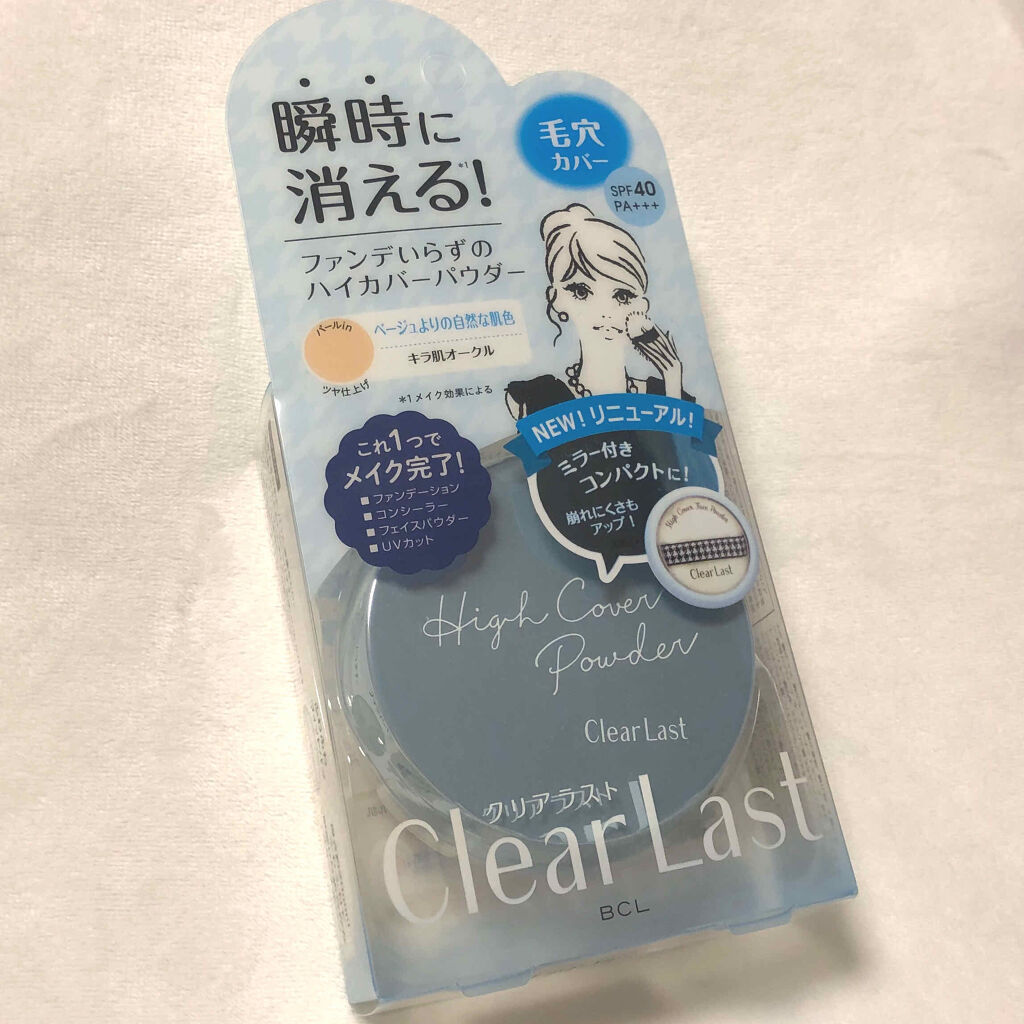 瞬時に
消える!*1
毛穴
カバー
SPF40
PA+++
ファンデいらずの
ハイカバーパウダー
パールin
ベージュよりの自然な肌色
キラ肌オークル
ツヤ仕上げ
*1メイク効果による
これ1つで
メイク完了!
■ファンデーション
■コンシーラー
■フェイスパウダー
■UVカット
NEW!リニューアル!
ミラー付き
コンパクトに!
崩れにくさも
アップ!
High Cover Face Powder
ClearLast
High Cover
Powder
ClearLast
クリアラスト
ClearLast
BCL